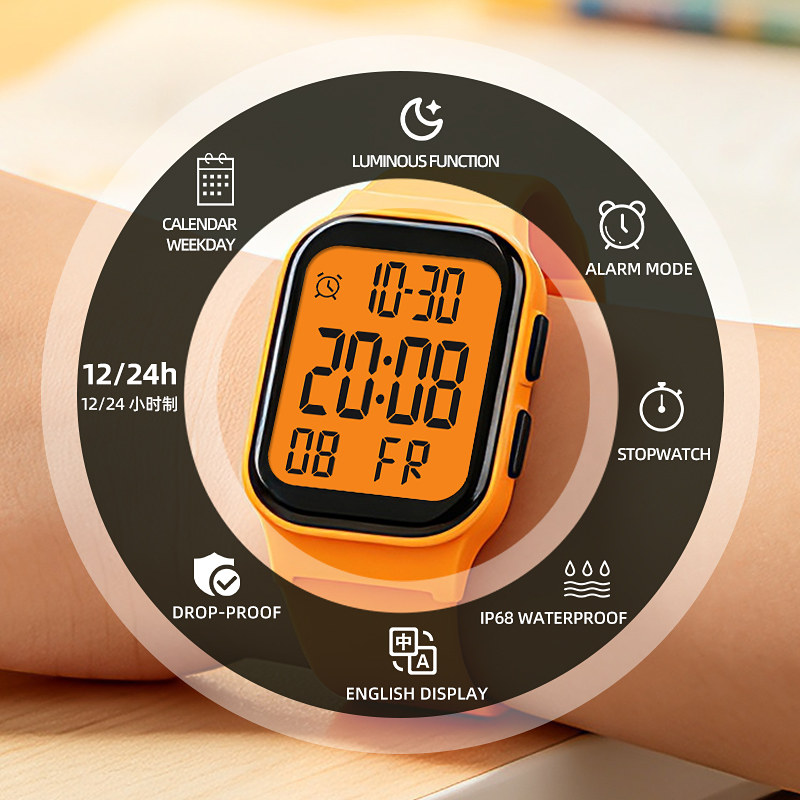 LUMINOUS FUNCTION
CALENDAR
WEEKDAY
ALARM MODE
10-30
20:08
08 FR
12/24h
12/24 小时制
STOPWATCH
DROP-PROOF
IP68 WATERPROOF
中
A
ENGLISH DISPLAY